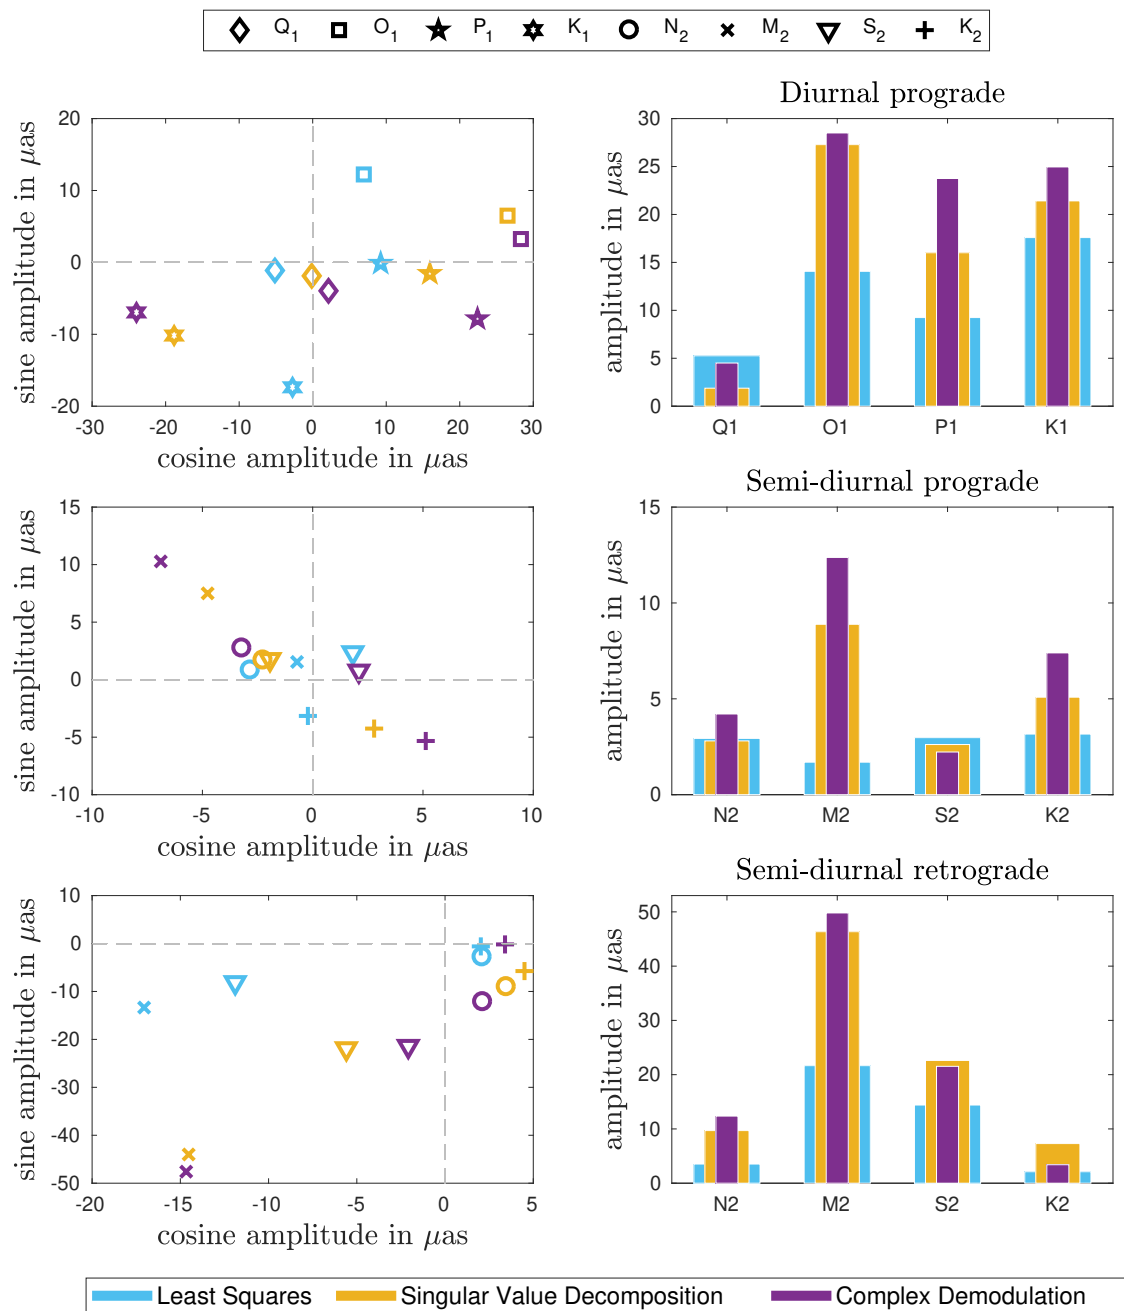 Q1 O1 P1 K1 N2 M2 S2 K2
20
10
0
-10
-20
-30 -20 -10 0 10 20 30
sine amplitude in μas
cosine amplitude in μas
Diurnal prograde
30
25
20
15
10
5
0
Q1 O1 P1 K1
amplitude in μas
15
10
5
0
-5
-10
-10 -5 0 5 10
sine amplitude in μas
cosine amplitude in μas
Semi-diurnal prograde
15
10
5
0
N2 M2 S2 K2
amplitude in μas
10
0
-10
-20
-30
-40
-50
-20 -15 -10 -5 0 5
sine amplitude in μas
cosine amplitude in μas
Semi-diurnal retrograde
50
40
30
20
10
0
N2 M2 S2 K2
amplitude in μas
Least Squares Singular Value Decomposition Complex Demodulation